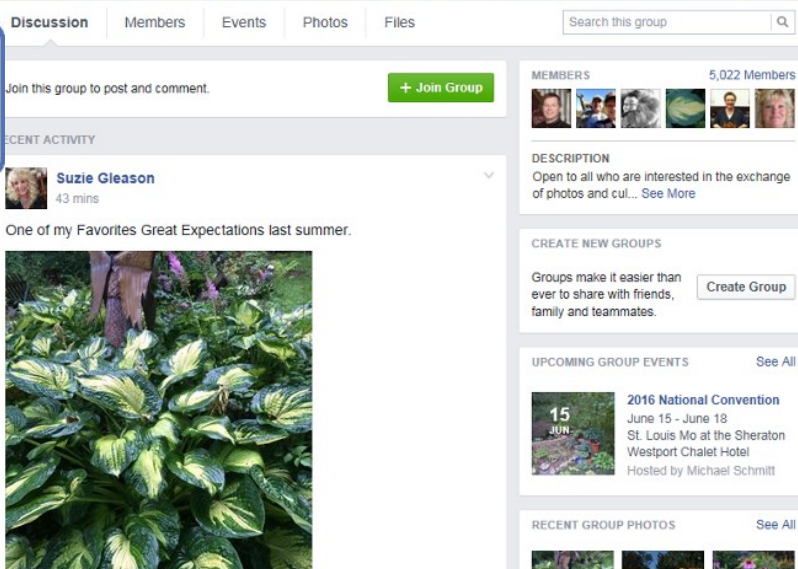 Discussion Members Events Photos Files
Search this group
Join this group to post and comment.
+ Join Group
ECENT ACTIVITY
Suzie Gleason
43 mins
One of my Favorites Great Expectations last summer.
MEMBERS 5,022 Members
DESCRIPTION
Open to all who are interested in the exchange
of photos and cul... See More
CREATE NEW GROUPS
Groups make it easier than
ever to share with friends,
family and teammates.
Create Group
UPCOMING GROUP EVENTS See All
15
JUN
2016 National Convention
June 15 - June 18
St. Louis Mo at the Sheraton
Westport Chalet Hotel
Hosted by Michael Schmitt
RECENT GROUP PHOTOS See All